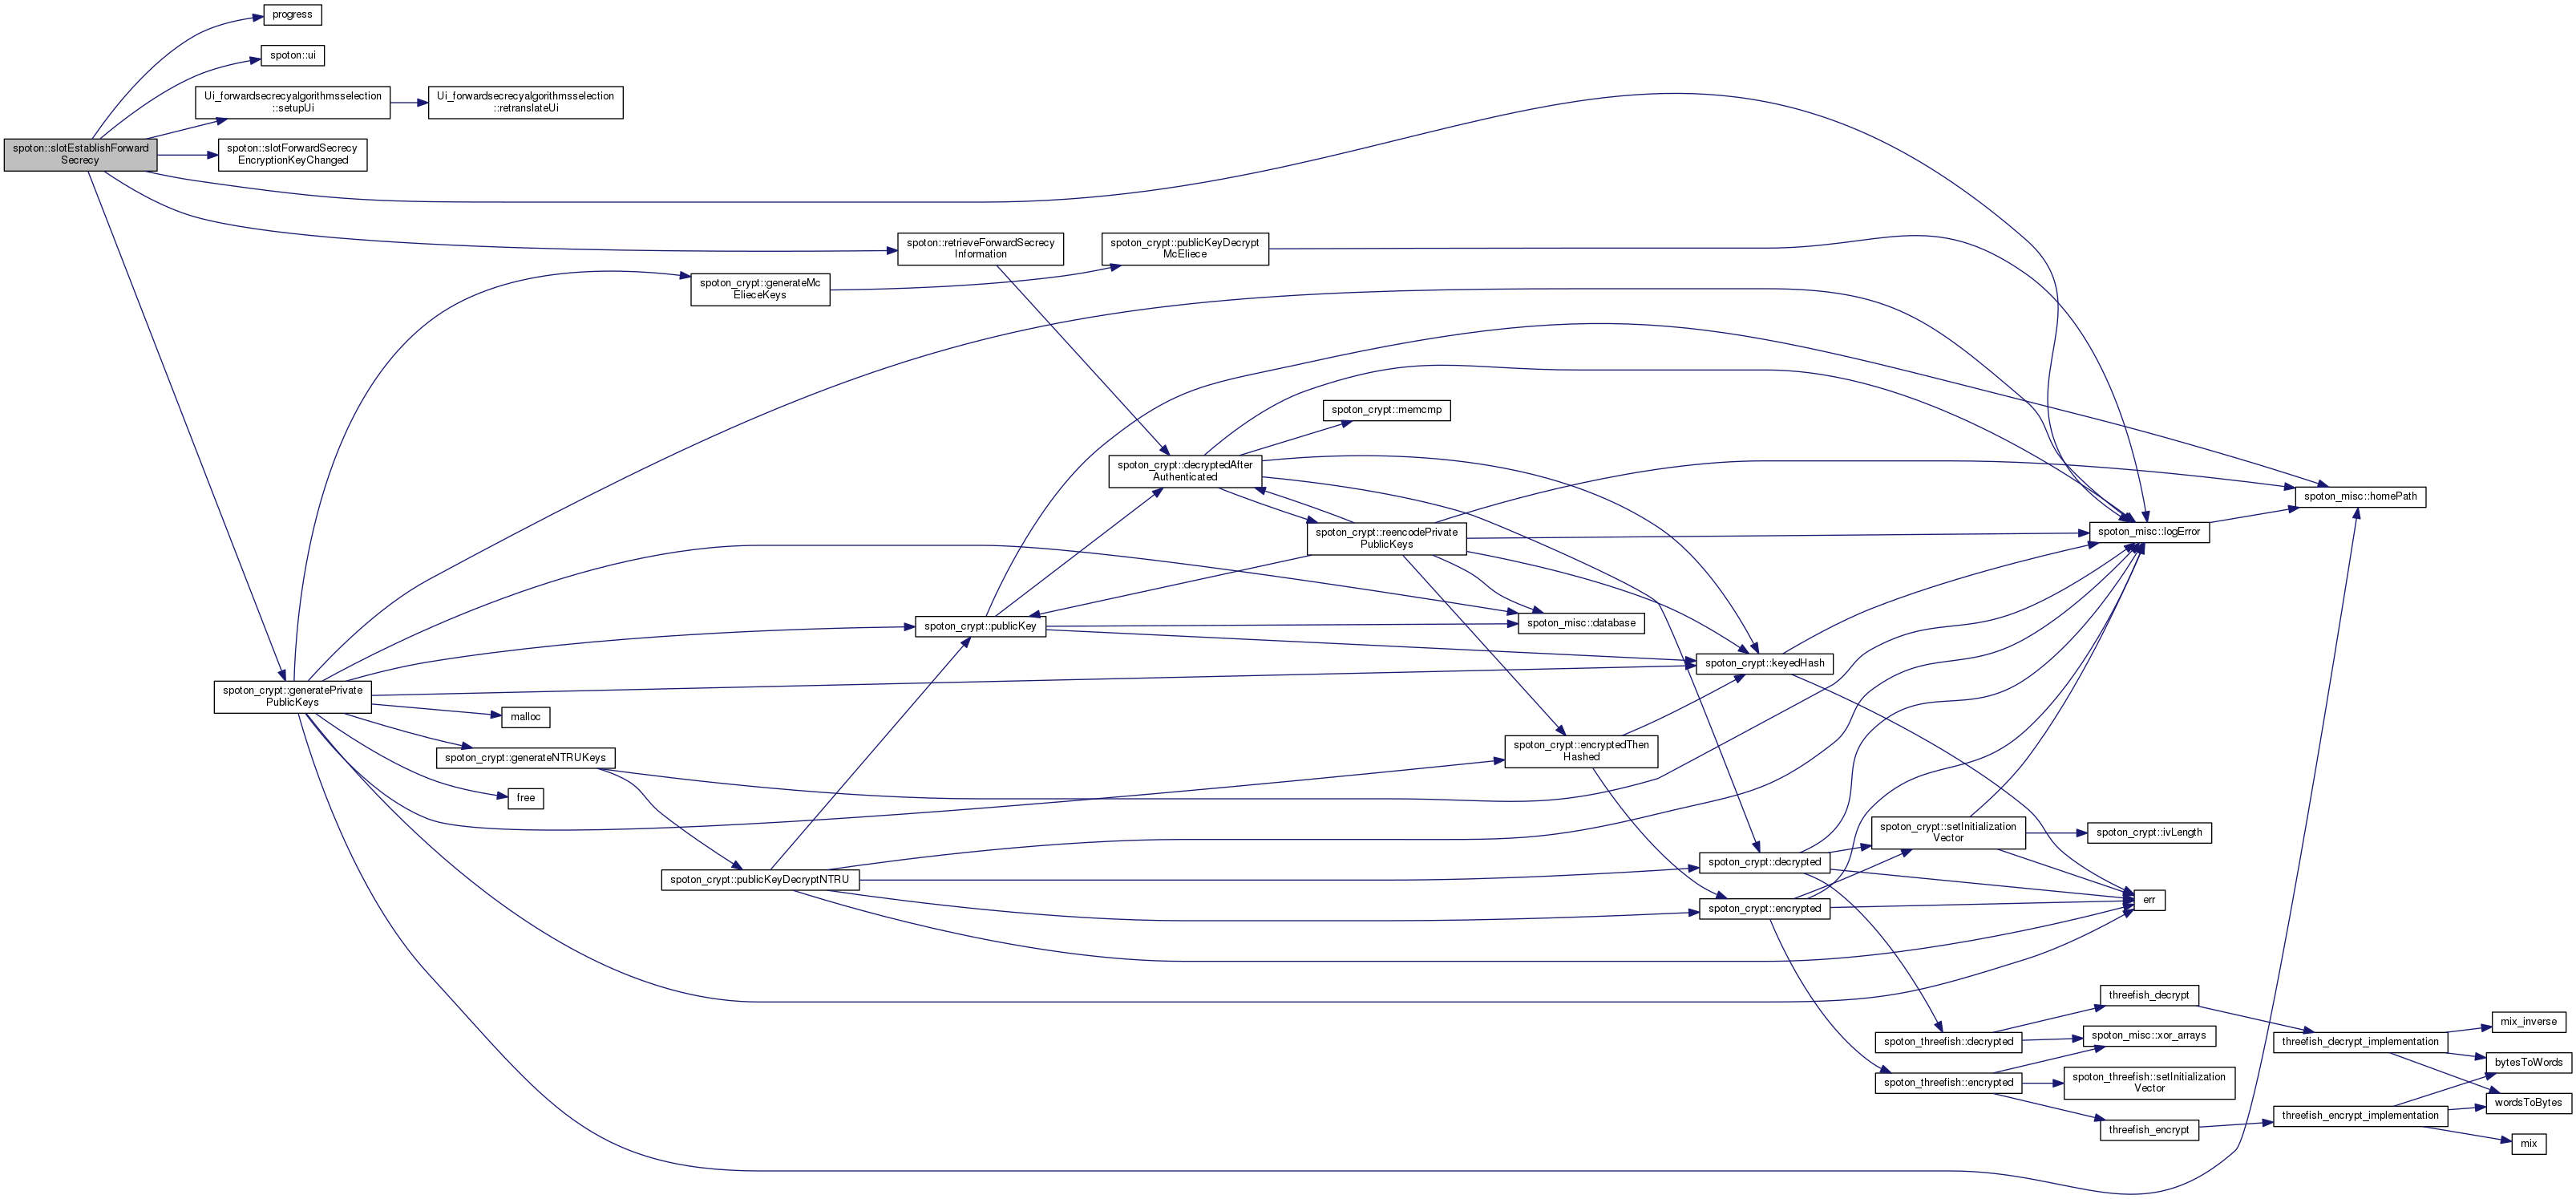 progress
spoton::ui
Ui_forwardsecrecyalgorithmsselection
::setupUi
Ui_forwardsecrecyalgorithmsselection
::retranslateUi
spoton::slotEstablishForward
Secrecy
spoton::slotForwardSecrecy
EncryptionKeyChanged
spoton::retrieveForwardSecrecy
Information
spoton_crypt::publicKeyDecrypt
McEliece
spoton_crypt::generateMc
ElieceKeys
spoton_crypt::memcmp
spoton_crypt::decryptedAfter
Authenticated
spoton_misc::homePath
spoton_crypt::reencodePrivate
PublicKeys
spoton_misc::logError
spoton_crypt::publicKey
spoton_misc::database
spoton_crypt::keyedHash
spoton_crypt::generatePrivate
PublicKeys
malloc
spoton_crypt::generateNTRUKeys
spoton_crypt::encryptedThen
Hashed
free
spoton_crypt::setInitialization
Vector
spoton_crypt::ivLength
spoton_crypt::decrypted
spoton_crypt::publicKeyDecryptNTRU
err
spoton_crypt::encrypted
threefish_decrypt
mix_inverse
spoton_misc::xor_arrays
spoton_threefish::decrypted
threefish_decrypt_implementation
bytesToWords
spoton_threefish::encrypted
spoton_threefish::setInitialization
Vector
wordsToBytes
threefish_encrypt_implementation
threefish_encrypt
mix